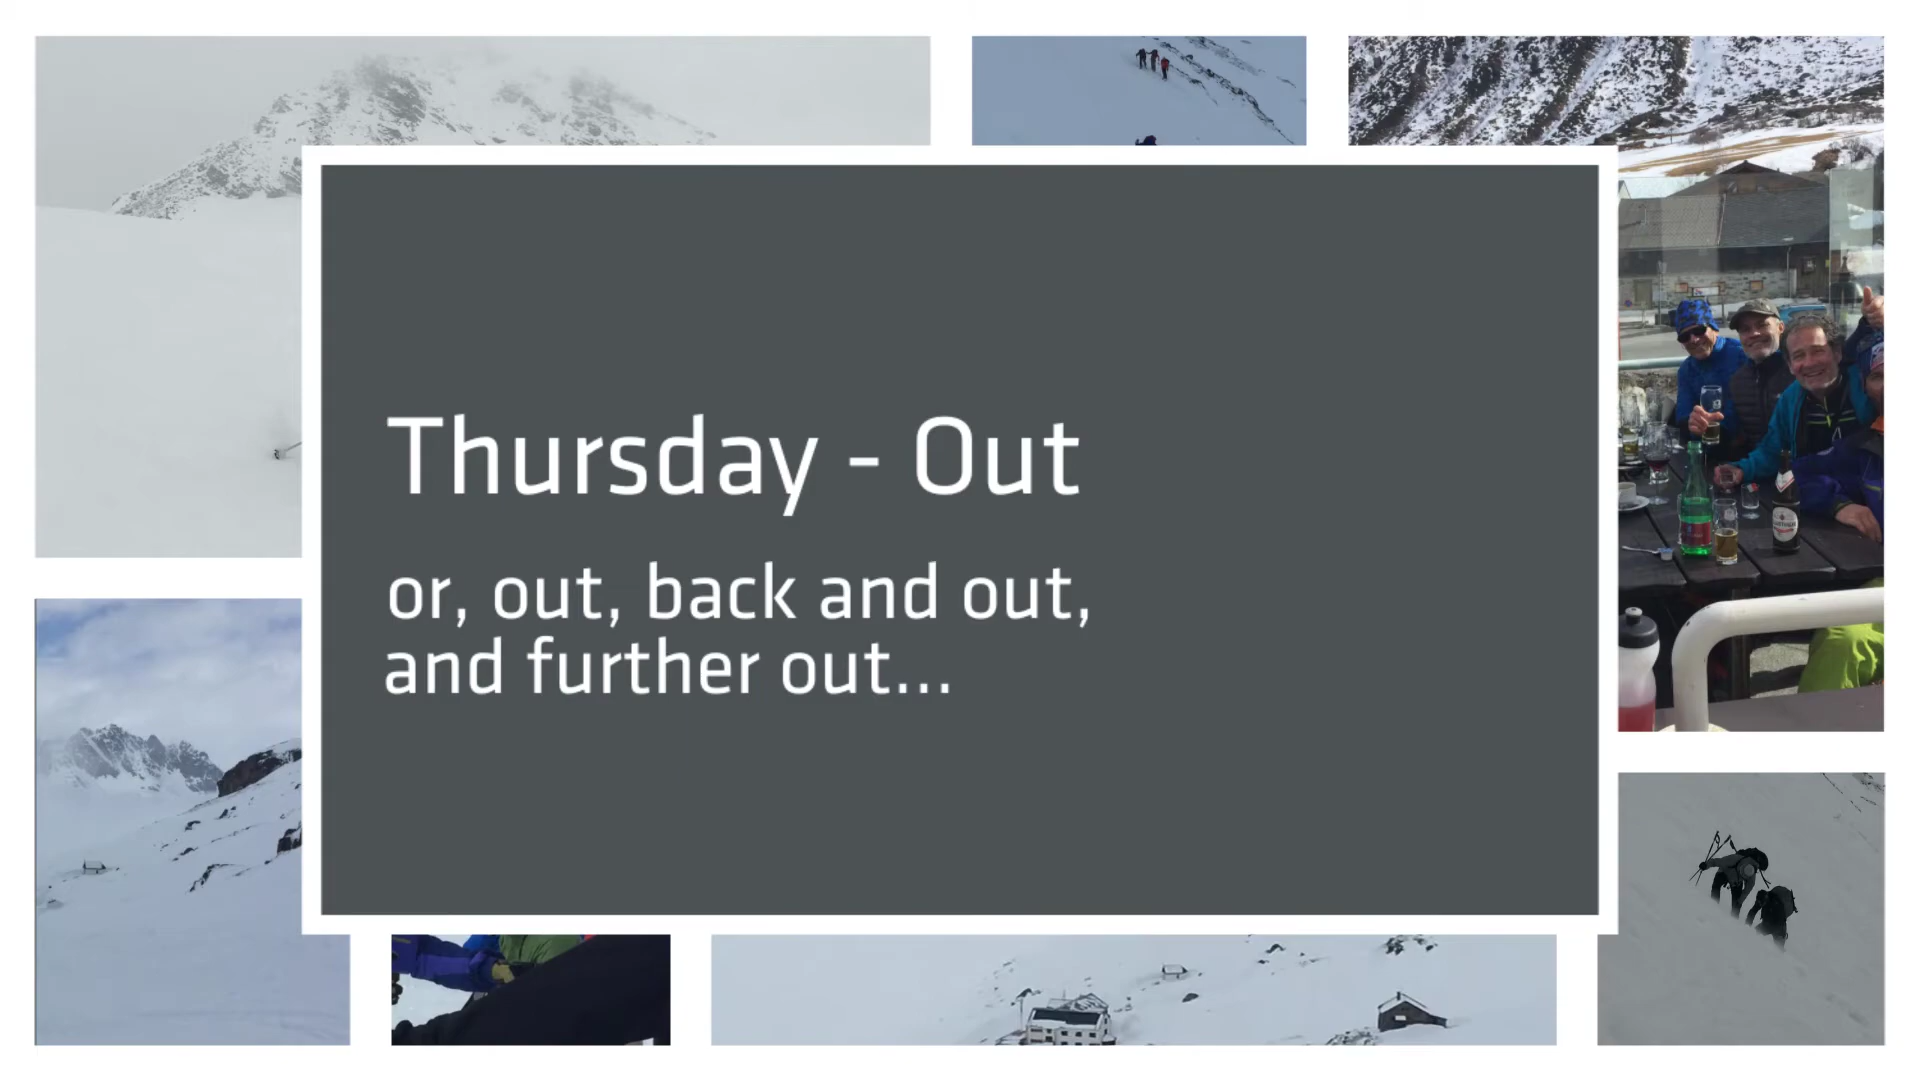 Thursday - Out
or, out, back and out,
and further out...